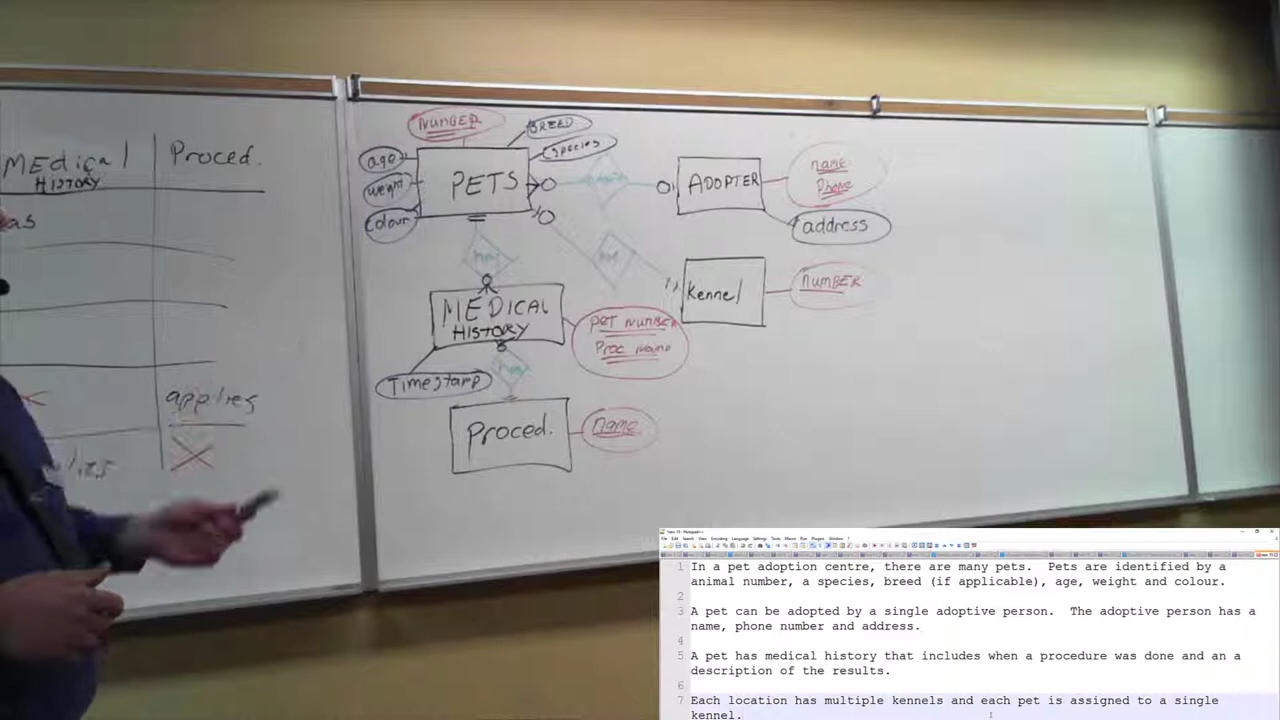 MEdical
HISTORY
Proced.
as
applies
NUMBER
BREED
species
age
weight
Colour
PETS
ADOPTER
name
Phone
address
has
Kennel
NUMBER
MEDICAL
HISTORY
PET NUMBER
Proc name
Timestamp
has
Proced.
name
1 In a pet adoption centre, there are many pets.  Pets are identified by a
animal number, a species, breed (if applicable), age, weight and colour.
2
3 A pet can be adopted by a single adoptive person.  The adoptive person has a
name, phone number and address.
4
5 A pet has medical history that includes when a procedure was done and an a
description of the results.
6
7 Each location has multiple kennels and each pet is assigned to a single
kennel.